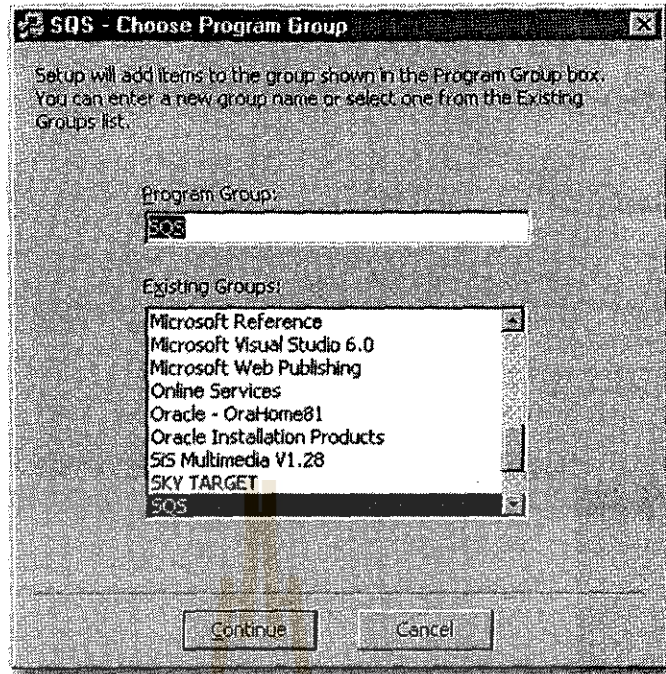 SQS - Choose Program Group
Setup will add items to the group shown in the Program Group box.
You can enter a new group name or select one from the Existing
Groups list.
Program Group:
SQS
Existing Groups:
Microsoft Reference
Microsoft Visual Studio 6.0
Microsoft Web Publishing
Online Services
Oracle - OraHome81
Oracle Installation Products
SiS Multimedia V1.28
SKY TARGET
SQS
Continue
Cancel